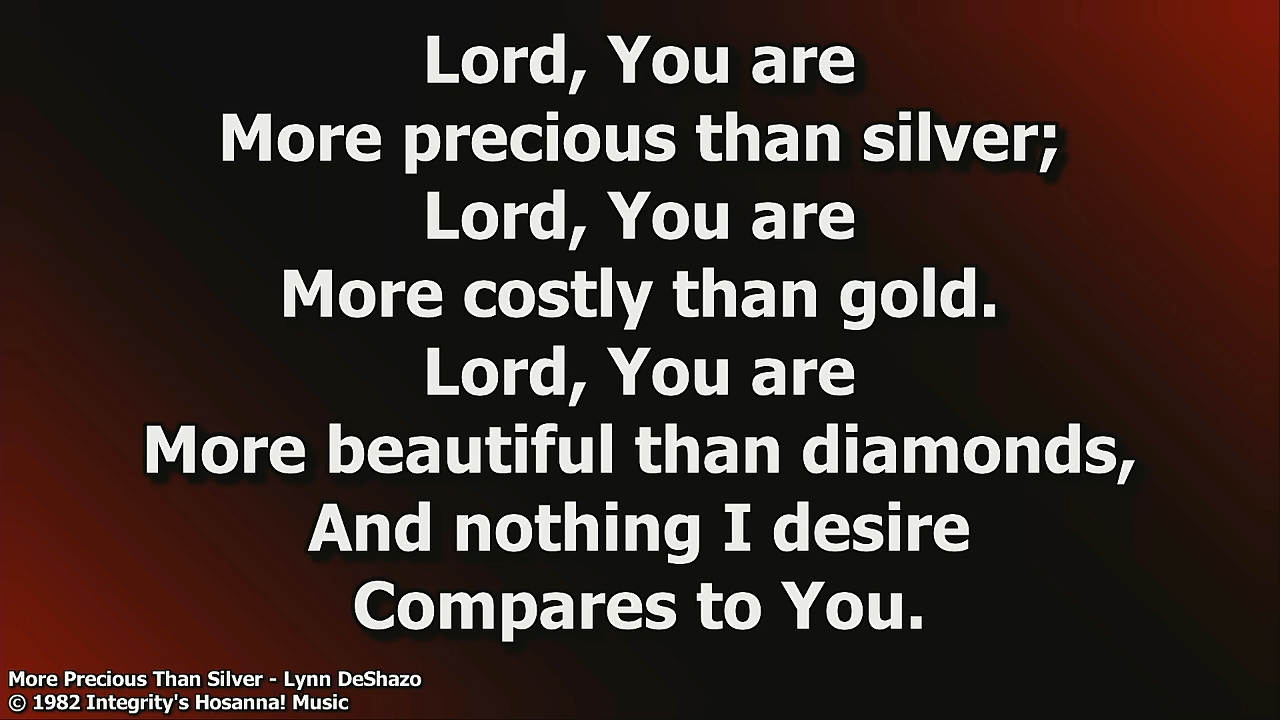 Lord, You are
More precious than silver;
Lord, You are
More costly than gold.
Lord, You are
More beautiful than diamonds,
And nothing I desire
Compares to You.
More Precious Than Silver - Lynn DeShazo
© 1982 Integrity's Hosanna! Music